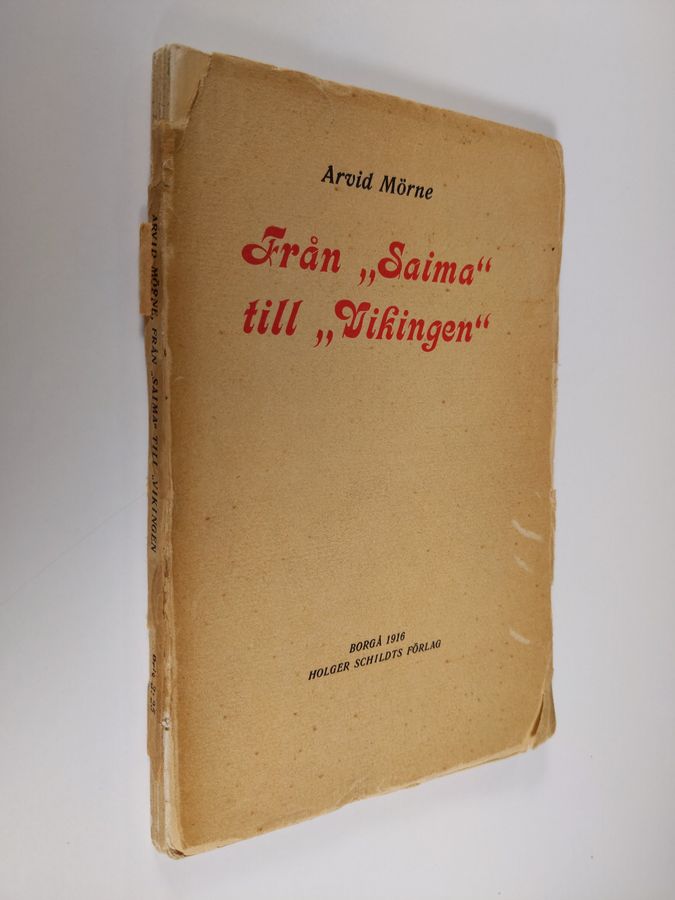 Arvid Mörne
Från „Saima“
till „Vikingen“
BORGÅ 1916
HOLGER SCHILDTS FÖRLAG
ARVID MÖRNE, FRÅN „SAIMA“ TILL „VIKINGEN